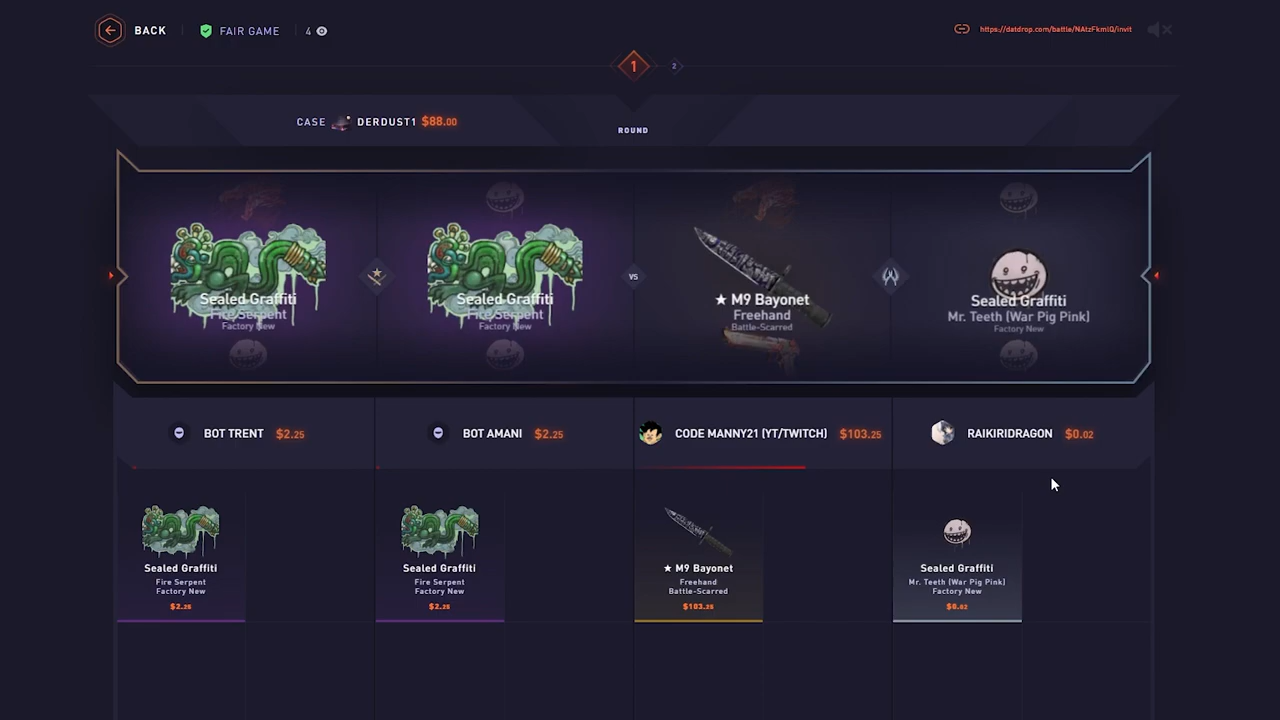 BACK
FAIR GAME
4
https://datdrop.com/battle/NAtzFkmlQ/invit
1
2
CASE DERDUST1 $88.00
ROUND
Sealed Graffiti
Fire Serpent
Factory New
Sealed Graffiti
Fire Serpent
Factory New
VS
★ M9 Bayonet
Freehand
Battle-Scarred
Sealed Graffiti
Mr. Teeth (War Pig Pink)
Factory New
BOT TRENT $2.25
BOT AMANI $2.25
CODE MANNY21 (YT/TWITCH) $103.25
RAIKIRIDRAGON $0.02
Sealed Graffiti
Fire Serpent
Factory New
$2.25
Sealed Graffiti
Fire Serpent
Factory New
$2.25
★ M9 Bayonet
Freehand
Battle-Scarred
$103.25
Sealed Graffiti
Mr. Teeth (War Pig Pink)
Factory New
$0.02